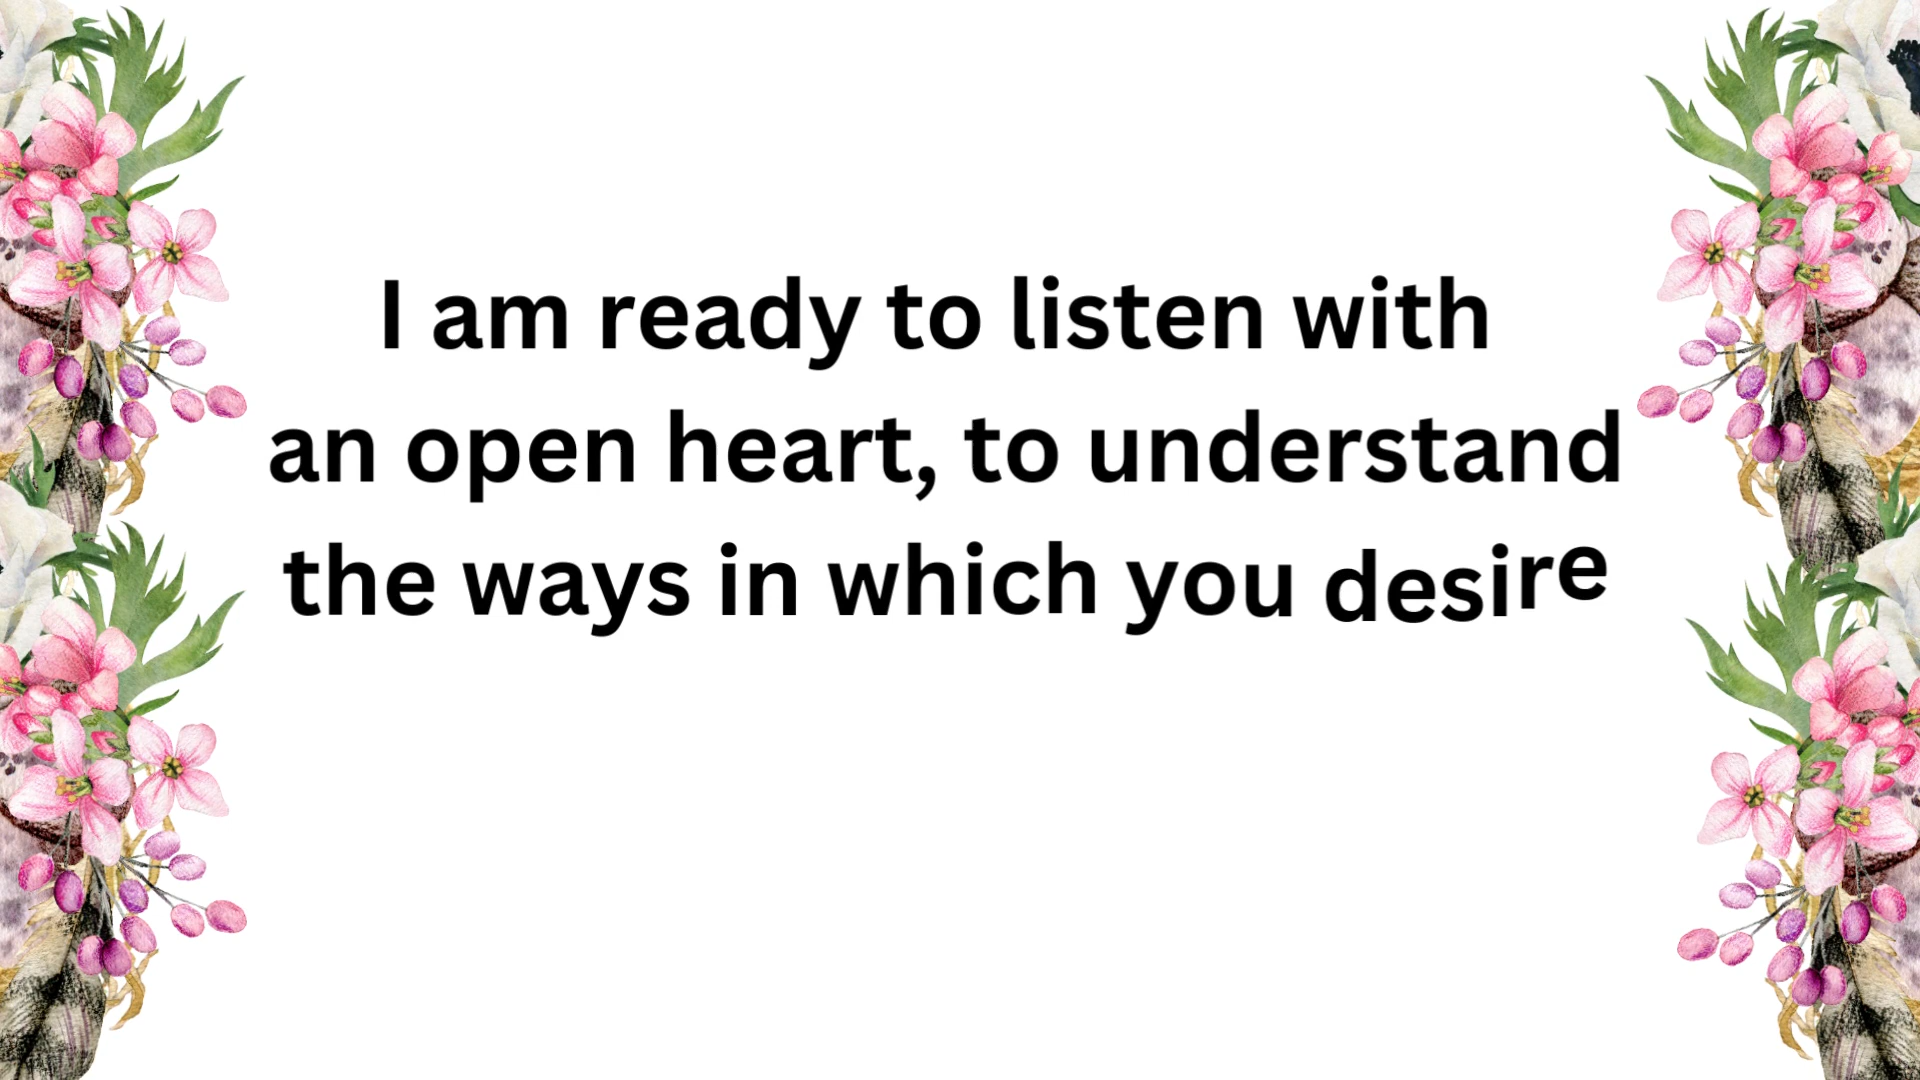 I am ready to listen with
an open heart, to understand
the ways in which you desire